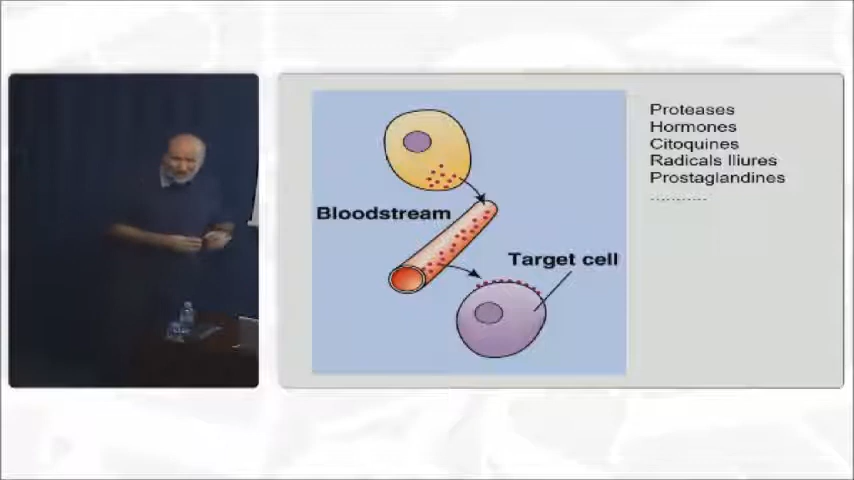 Bloodstream
Target cell
Proteases
Hormones
Citoquines
Radicals lliures
Prostaglandines
...........